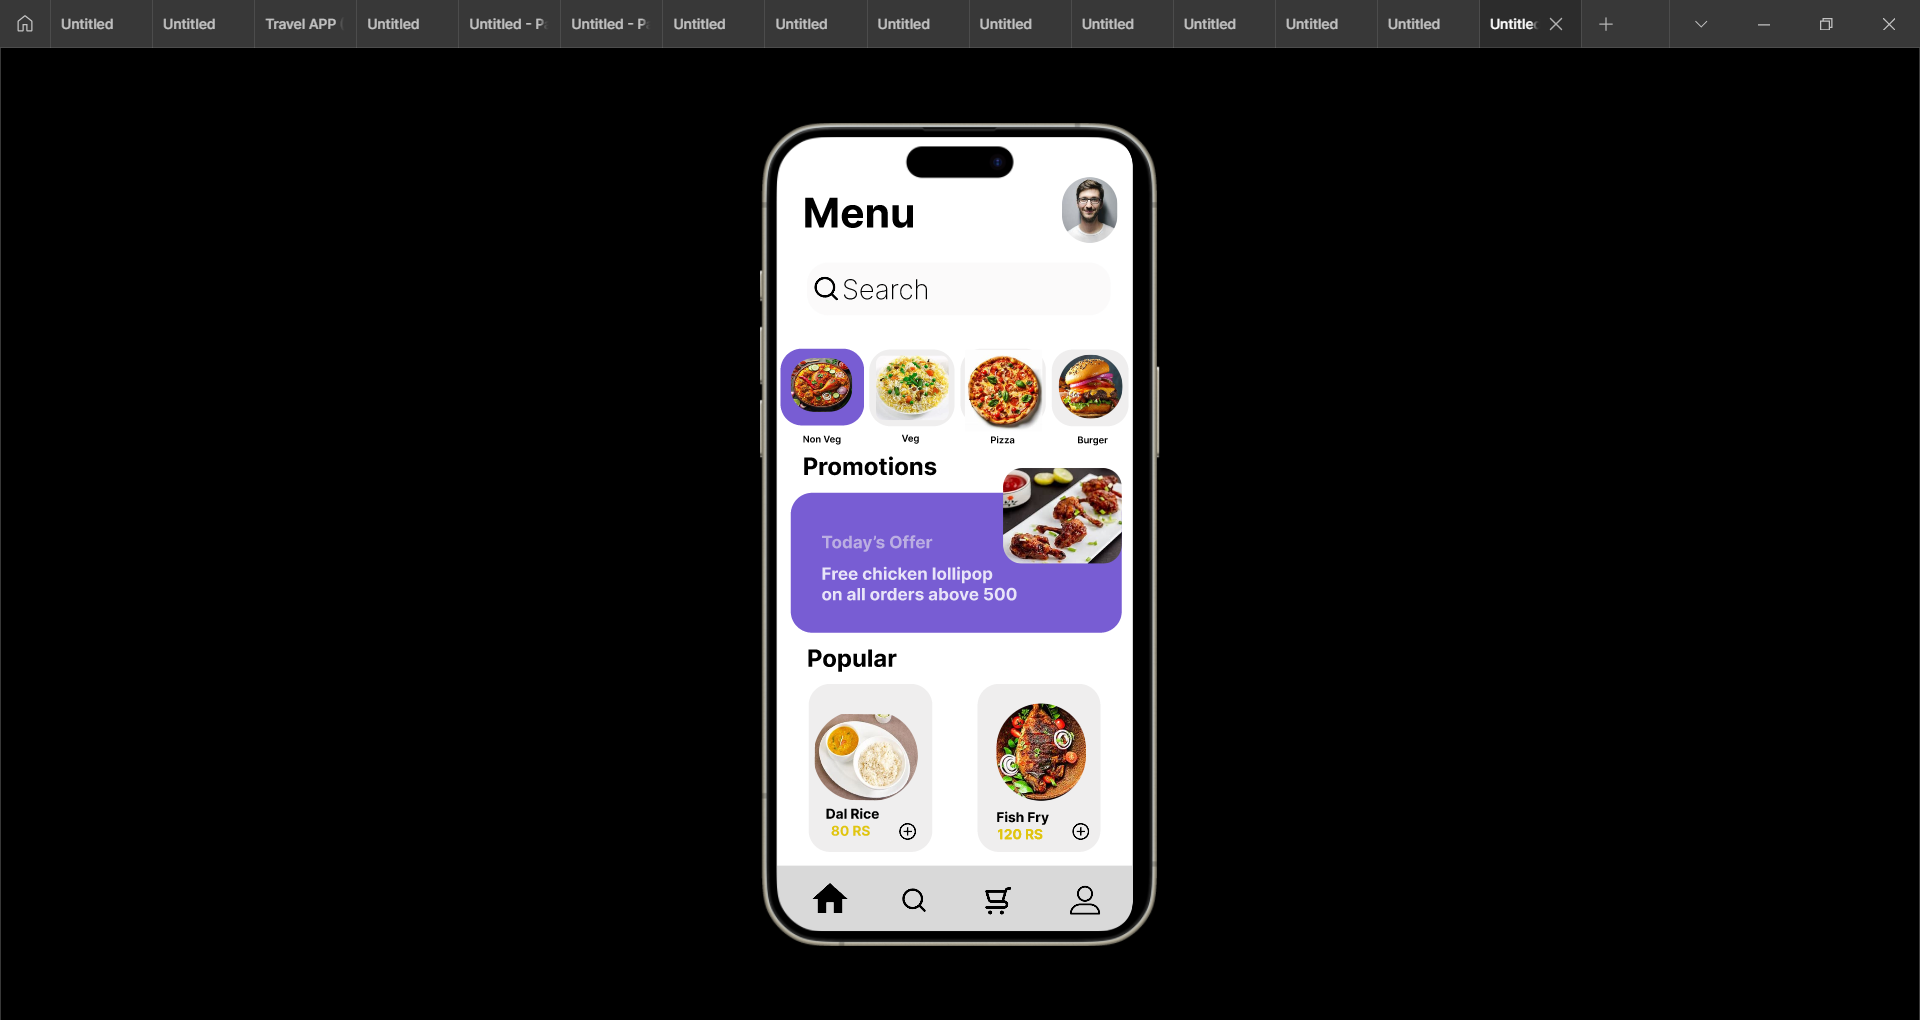 Untitled
Untitled
Travel APP
Untitled
Untitled - P
Untitled - P
Untitled
Untitled
Untitled
Untitled
Untitled
Untitled
Untitled
Untitled
Untitle
Menu
Search
Non Veg
Veg
Pizza
Burger
Promotions
Today's Offer
Free chicken lollipop
on all orders above 500
Popular
Dal Rice
80 RS
Fish Fry
120 RS